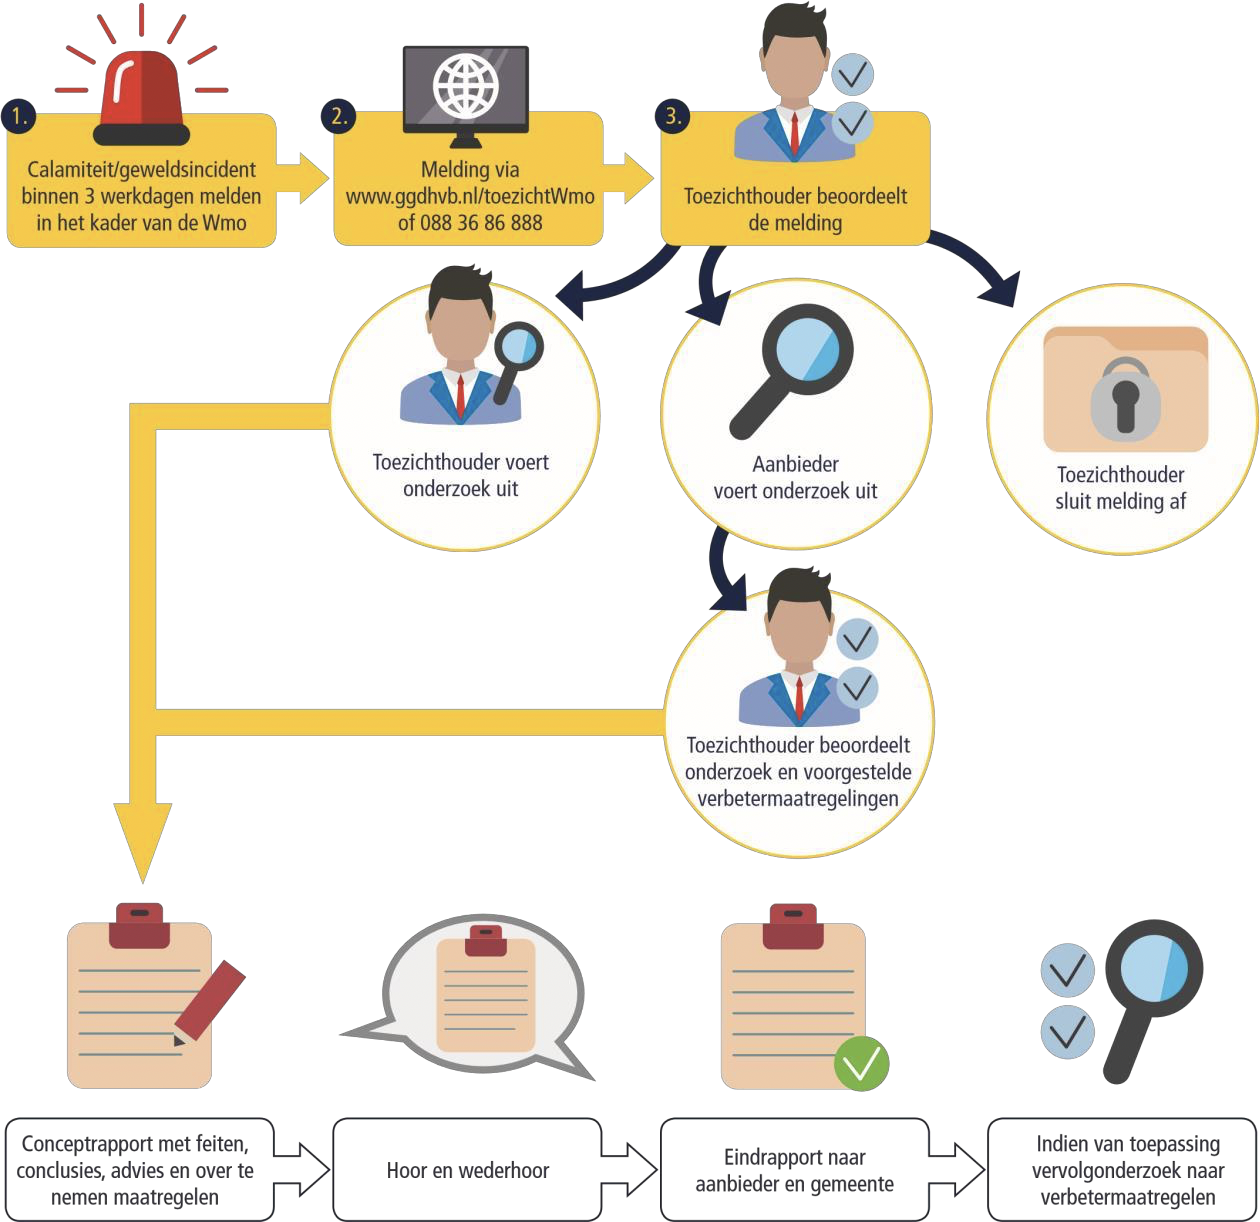 1.
Calamiteit/geweldsincident
binnen 3 werkdagen melden
in het kader van de Wmo
2.
Melding via
www.ggdhvb.nl/toezichtWmo
of 088 36 86 888
3.
Toezichthouder beoordeelt
de melding
Toezichthouder voert
onderzoek uit
Aanbieder
voert onderzoek uit
Toezichthouder
sluit melding af
Toezichthouder beoordeelt
onderzoek en voorgestelde
verbetermaatregelingen
Conceptrapport met feiten,
conclusies, advies en over te
nemen maatregelen
Hoor en wederhoor
Eindrapport naar
aanbieder en gemeente
Indien van toepassing
vervolgonderzoek naar
verbetermaatregelen